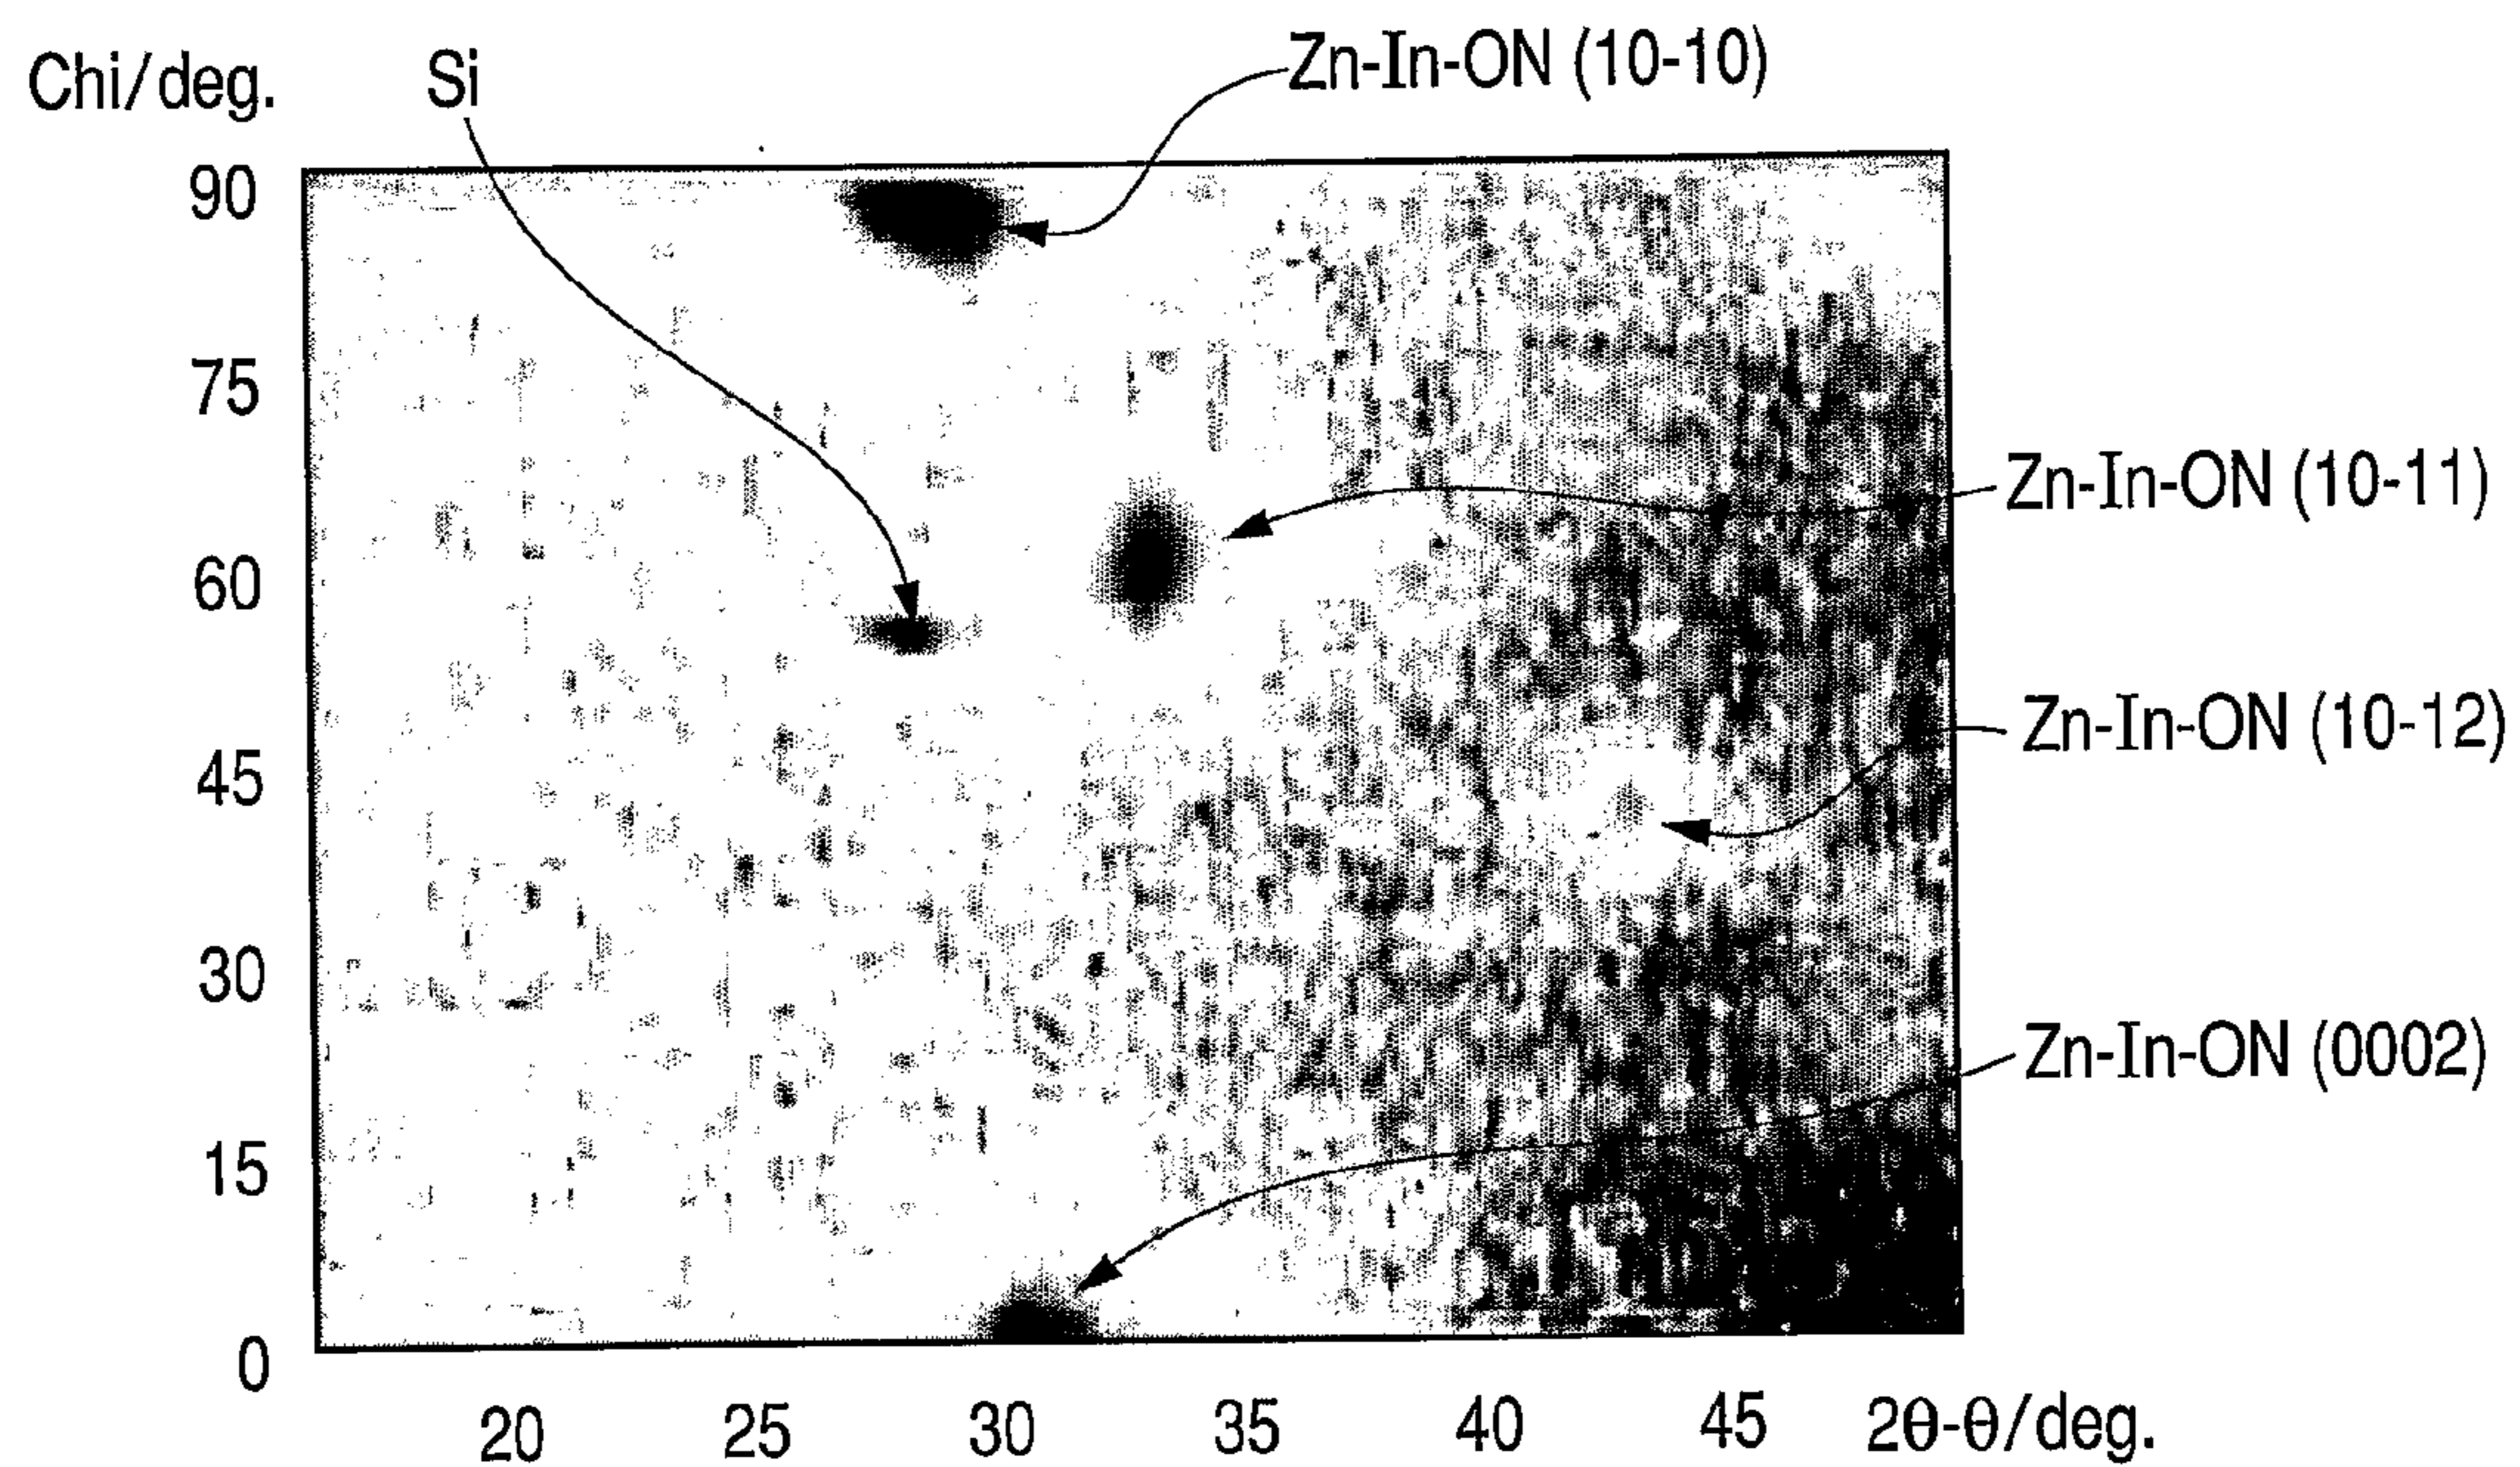 Zn-In-ON (10-10)
Chi/deg.
Si
90
75
Zn-In-ON (10-11)
60
Zn-In-ON (10-12)
45
30
Zn-In-ON (0002)
15
0
20 25 30 35 40 45 2θ-θ/deg.